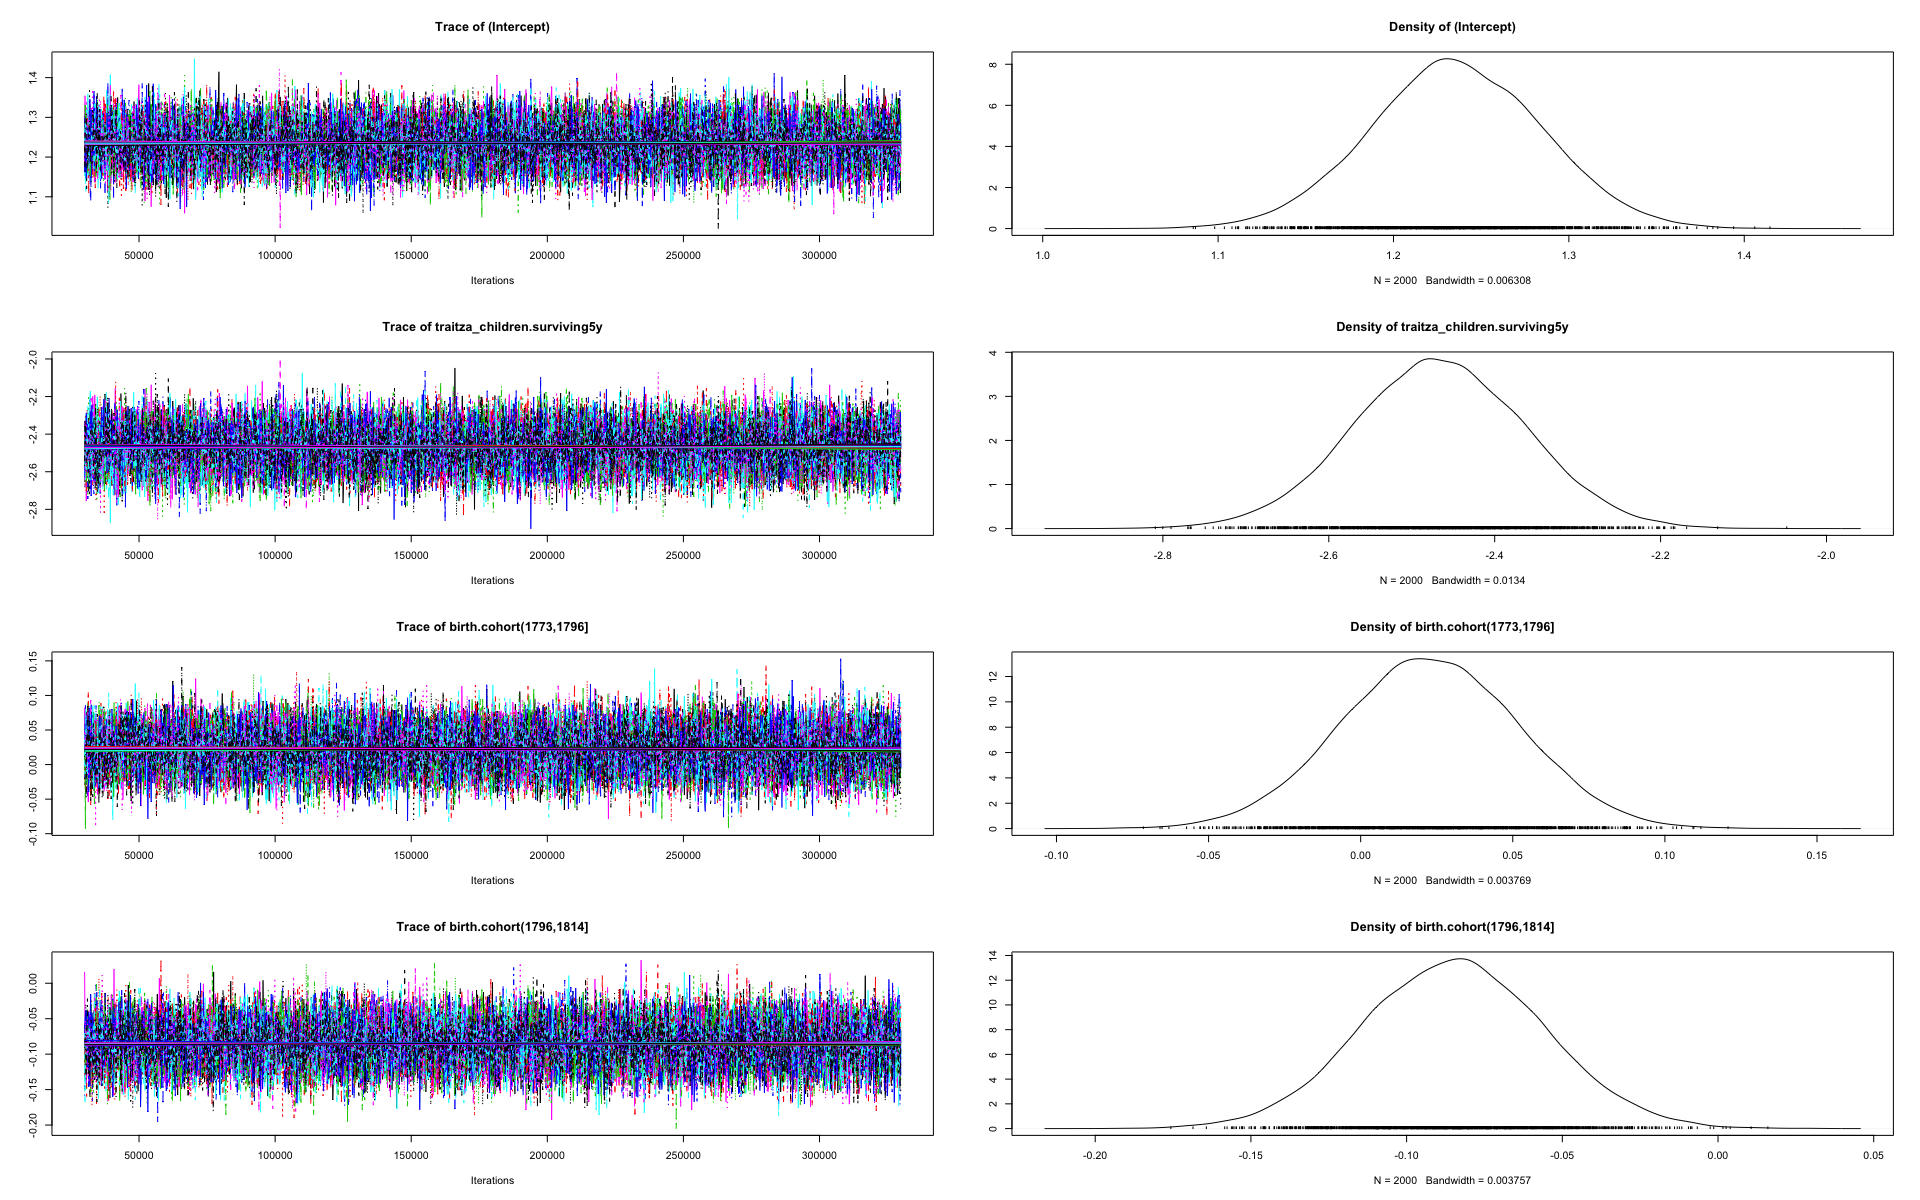 Trace of (Intercept)
1.1 1.2 1.3 1.4
50000 100000 150000 200000 250000 300000
Iterations
Density of (Intercept)
0 2 4 6 8
1.0 1.1 1.2 1.3 1.4
N = 2000 Bandwidth = 0.006308
Trace of traitza_children.surviving5y
-2.8 -2.6 -2.4 -2.2 -2.0
50000 100000 150000 200000 250000 300000
Iterations
Density of traitza_children.surviving5y
0 1 2 3 4
-2.8 -2.6 -2.4 -2.2 -2.0
N = 2000 Bandwidth = 0.0134
Trace of birth.cohort(1773,1796]
-0.10 -0.05 0.00 0.05 0.10 0.15
50000 100000 150000 200000 250000 300000
Iterations
Density of birth.cohort(1773,1796]
0 2 4 6 8 10 12
-0.10 -0.05 0.00 0.05 0.10 0.15
N = 2000 Bandwidth = 0.003769
Trace of birth.cohort(1796,1814]
-0.20 -0.15 -0.10 -0.05 0.00
50000 100000 150000 200000 250000 300000
Iterations
Density of birth.cohort(1796,1814]
0 2 4 6 8 10 12 14
-0.20 -0.15 -0.10 -0.05 0.00 0.05
N = 2000 Bandwidth = 0.003757